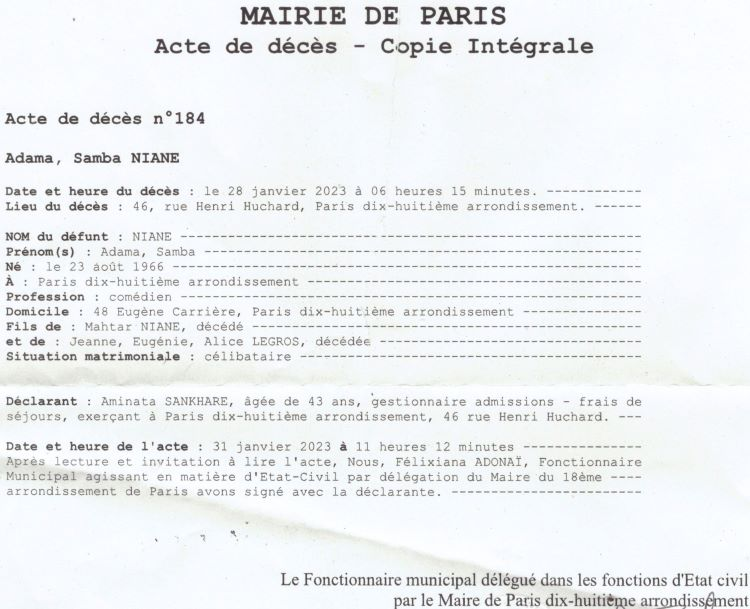 MAIRIE DE PARIS
Acte de décès - Copie Intégrale
Acte de décès n°184
Adama, Samba NIANE
Date et heure du décès : le 28 janvier 2023 à 06 heures 15 minutes. ------------
Lieu du décès : 46, rue Henri Huchard, Paris dix-huitième arrondissement. ------
NOM du défunt : NIANE ----------------------------------------------------------
Prénom(s) : Adama, Samba -------------------------------------------------------
Né : le 23 août 1966 -----------------------------------------------------------
À : Paris dix-huitième arrondissement ------------------------------------------
Profession : comédien ----------------------------------------------------------
Domicile : 48 Eugène Carrière, Paris dix-huitième arrondissement ---------------
Fils de : Mahtar NIANE, décédé -------------------------------------------------
et de : Jeanne, Eugénie, Alice LEGROS, décédée ---------------------------------
Situation matrimoniale : célibataire -------------------------------------------
Déclarant : Aminata SANKHARE, âgée de 43 ans, gestionnaire admissions - frais de
séjours, exerçant à Paris dix-huitième arrondissement, 46 rue Henri Huchard. ---
Date et heure de l'acte : 31 janvier 2023 à 11 heures 12 minutes ---------------
Après lecture et invitation à lire l'acte, Nous, Félixiana ADONAÏ, Fonctionnaire
Municipal agissant en matière d'Etat-Civil par délégation du Maire du 18ème ----
arrondissement de Paris avons signé avec la déclarante. ------------------------
Le Fonctionnaire municipal délégué dans les fonctions d'Etat civil
par le Maire de Paris dix-huitième arrondissement